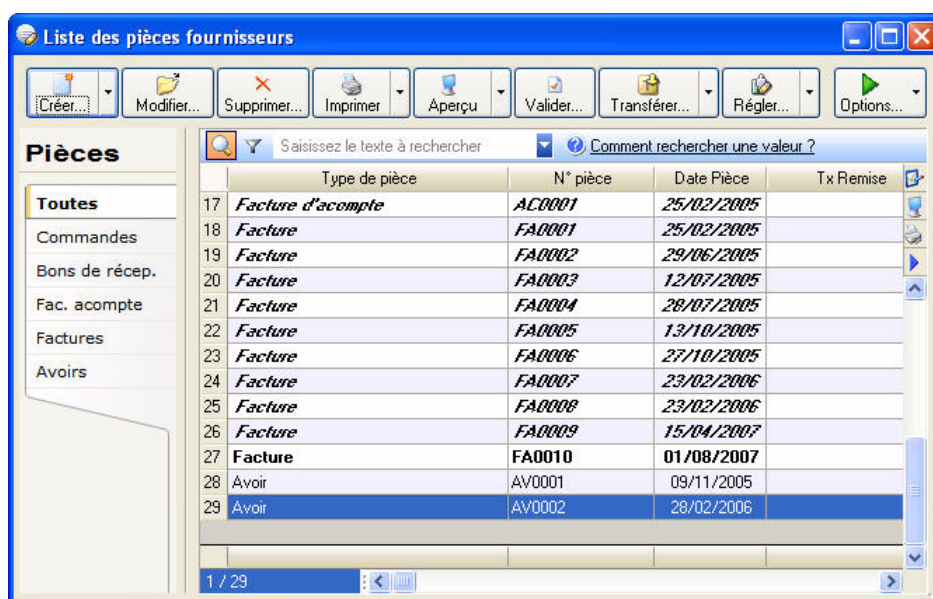 Liste des pièces fournisseurs
Créer... Modifier... Supprimer... Imprimer Aperçu Valider... Transférer... Régler... Options...
Pièces
Toutes
Commandes
Bons de récep.
Fac. acompte
Factures
Avoirs
Saisissez le texte à rechercher Comment rechercher une valeur ?
Type de pièce N° pièce Date Pièce Tx Remise
17 Facture d'acompte AC0001 25/02/2005
18 Facture FA0001 25/02/2005
19 Facture FA0002 29/06/2005
20 Facture FA0003 12/07/2005
21 Facture FA0004 28/07/2005
22 Facture FA0005 13/10/2005
23 Facture FA0006 27/10/2005
24 Facture FA0007 23/02/2006
25 Facture FA0008 23/02/2006
26 Facture FA0009 15/04/2007
27 Facture FA0010 01/08/2007
28 Avoir AV0001 09/11/2005
29 Avoir AV0002 28/02/2006
1 / 29